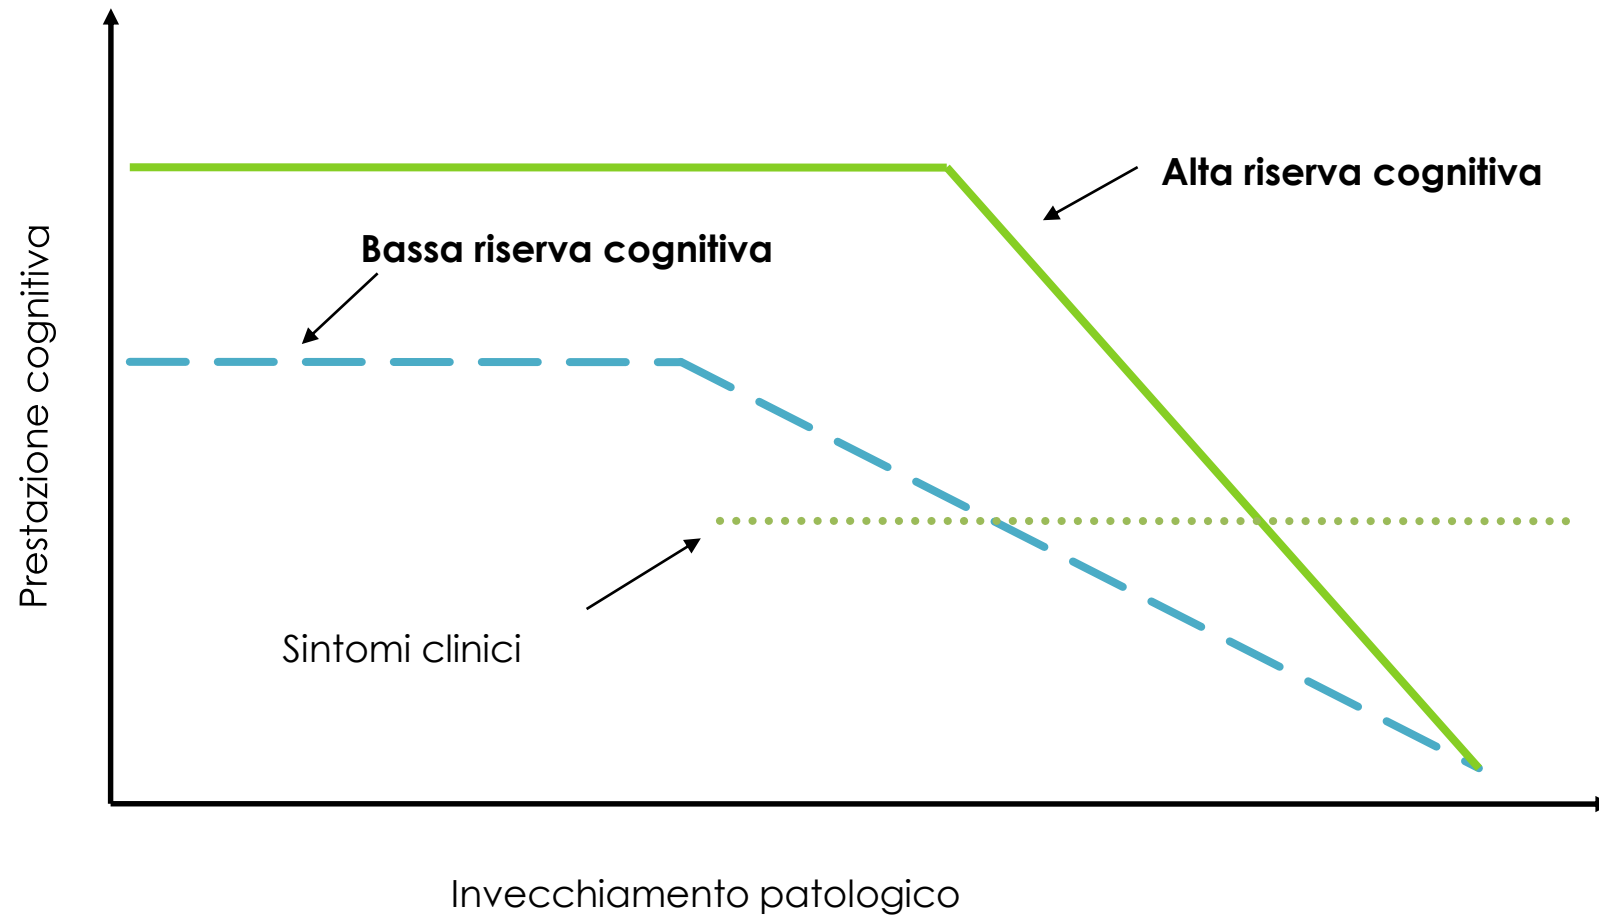 Alta riserva cognitiva
Bassa riserva cognitiva
Prestazione cognitiva
Sintomi clinici
Invecchiamento patologico